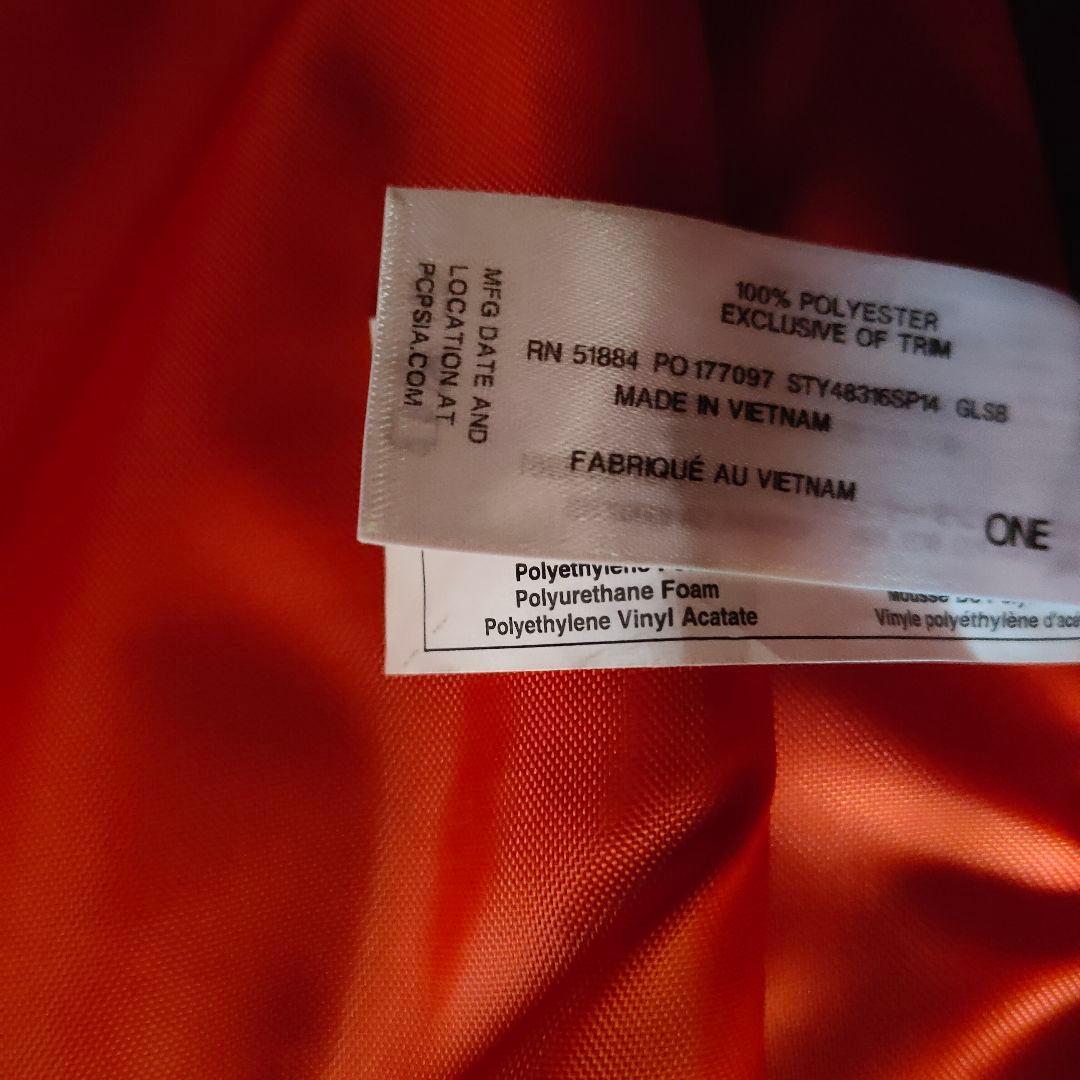 MFG DATE AND
LOCATION AT
PCPSIA.COM
100% POLYESTER
EXCLUSIVE OF TRIM
RN 51884 PO 177097 STY48316SP14 GLSB
MADE IN VIETNAM
FABRIQUÉ AU VIETNAM
ONE
Polyurethane Foam
Polyethylene Vinyl Acatate
Vinyle polyéthylène